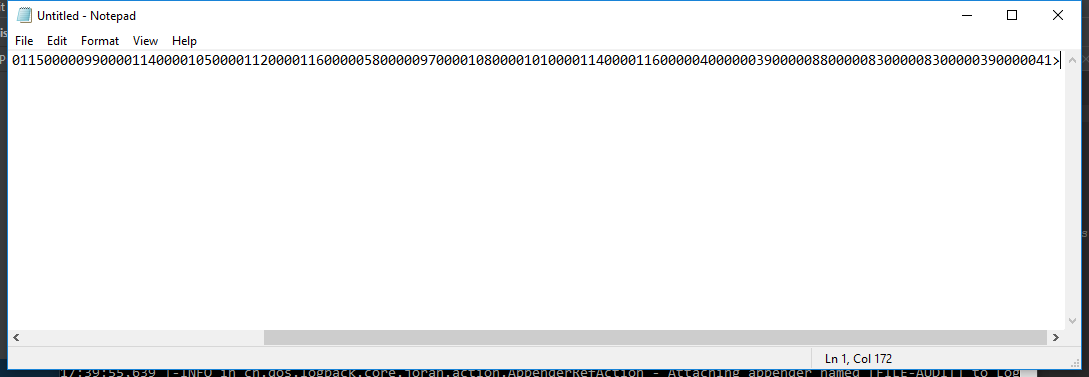 Untitled - Notepad
File Edit Format View Help
0115000009900001140000105000011200001160000058000009700001080000101000011400001160000040000003900000880000083000008300000390000041>
Ln 1, Col 172
17:39:55.639 |-INFO in ch.qos.logback.core.joran.action.AppenderRefAction - Attaching appender named [FILE-AUDIT] to Log